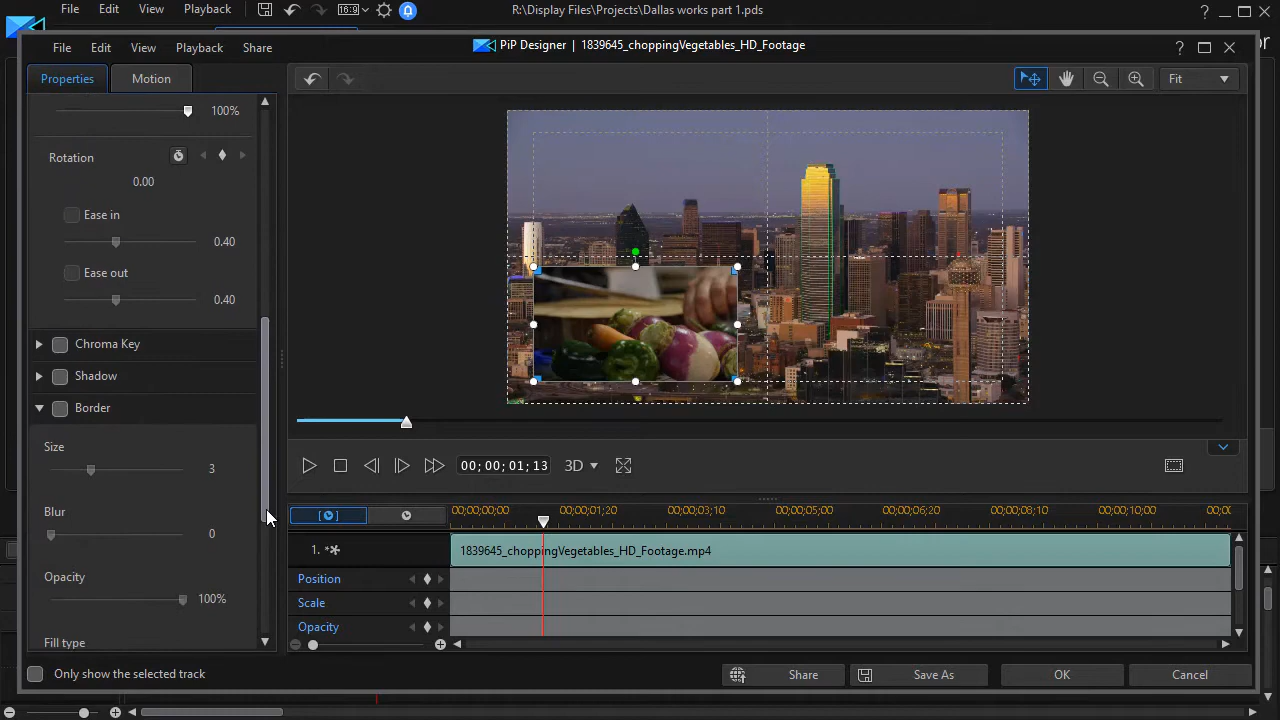 File Edit View Playback 16:9 R:\Display Files\Projects\Dallas works part 1.pds ?
File Edit View Playback Share PiP Designer | 1839645_choppingVegetables_HD_Footage ?
or
Properties Motion Fit
100%
Rotation
0.00
Ease in
0.40
Ease out
0.40
Chroma Key
Shadow
Border
Size
3
Blur
0
Opacity
100%
Fill type
00;00;01;13 3D
00;00;00;00 00;00;01;20 00;00;03;10 00;00;05;00 00;00;06;20 00;00;08;10 00;00;10;00 00;0
1. 1839645_choppingVegetables_HD_Footage.mp4
Position
Scale
Opacity
Only show the selected track Share Save As OK Cancel